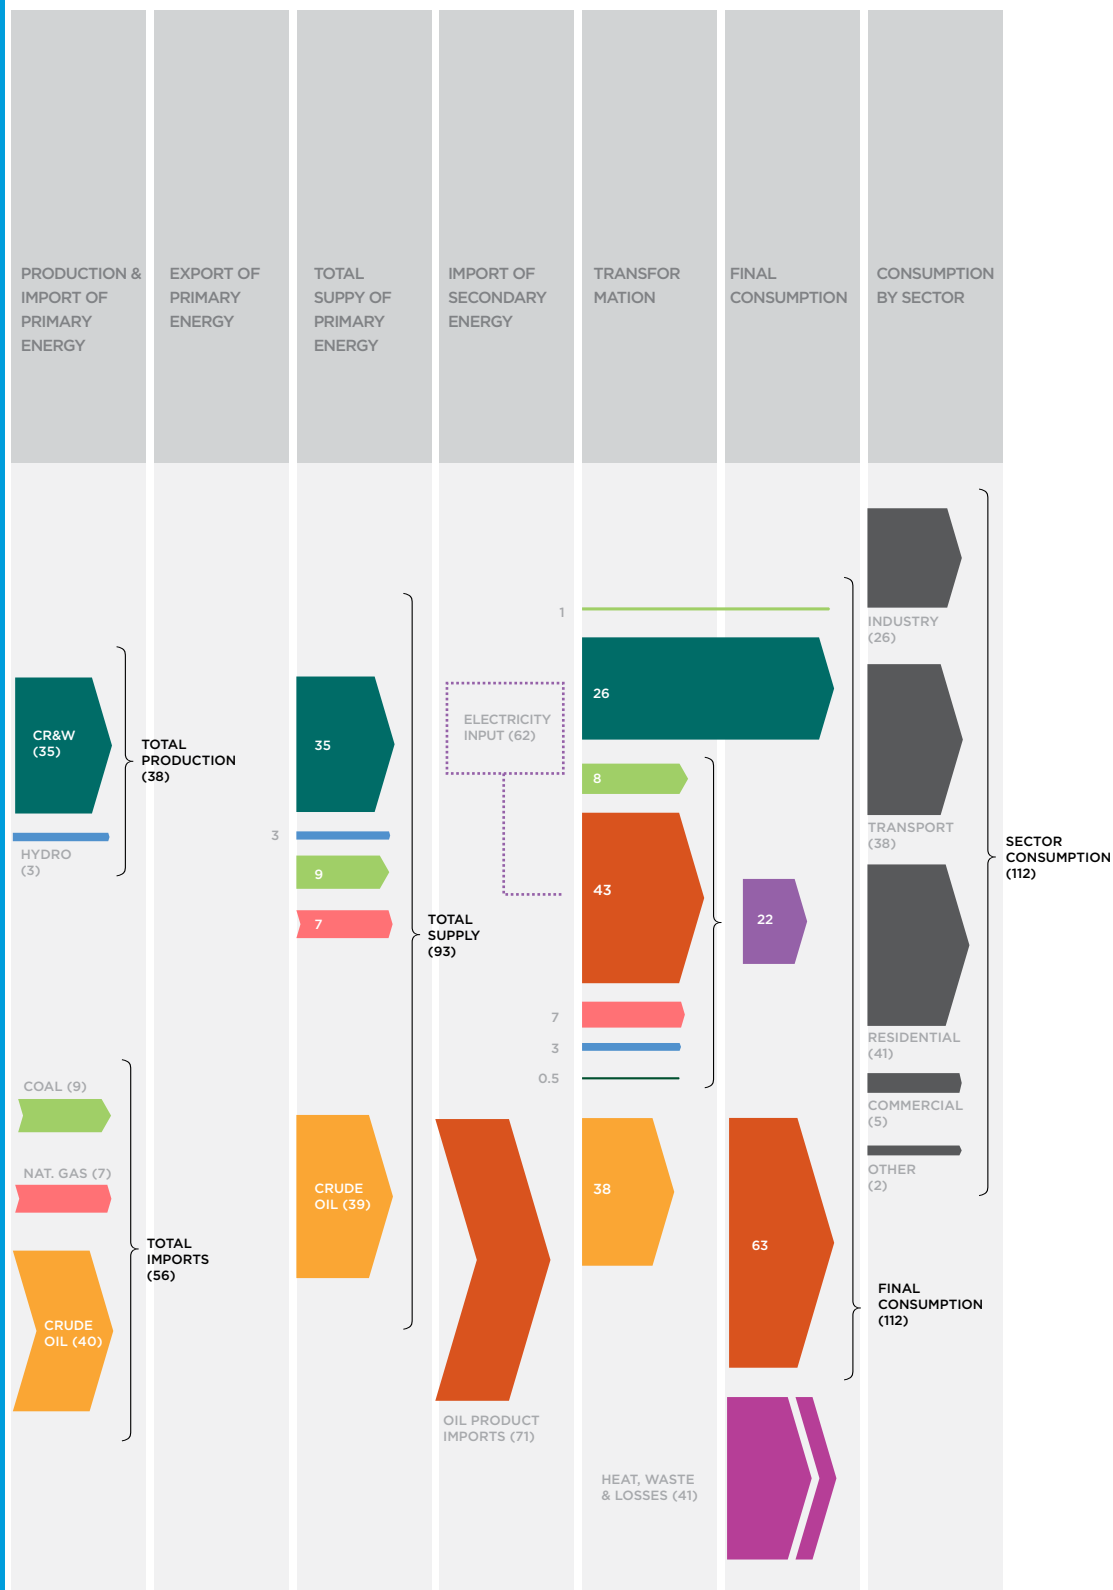 PRODUCTION &
IMPORT OF
PRIMARY
ENERGY
EXPORT OF
PRIMARY
ENERGY
TOTAL
SUPPY OF
PRIMARY
ENERGY
IMPORT OF
SECONDARY
ENERGY
TRANSFOR
MATION
FINAL
CONSUMPTION
CONSUMPTION
BY SECTOR
CR&W
(35)
HYDRO
(3)
TOTAL
PRODUCTION
(38)
COAL (9)
NAT. GAS (7)
CRUDE
OIL (40)
TOTAL
IMPORTS
(56)
35
3
9
7
CRUDE
OIL (39)
TOTAL
SUPPLY
(93)
ELECTRICITY
INPUT (62)
OIL PRODUCT
IMPORTS (71)
1
26
8
43
7
3
0.5
38
HEAT, WASTE
& LOSSES (41)
22
63
FINAL
CONSUMPTION
(112)
INDUSTRY
(26)
TRANSPORT
(38)
RESIDENTIAL
(41)
COMMERCIAL
(5)
OTHER
(2)
SECTOR
CONSUMPTION
(112)